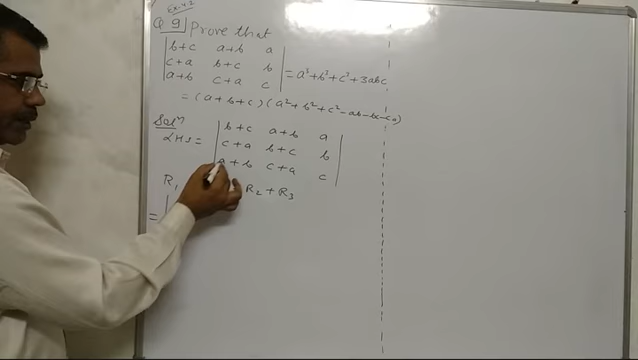 Ex-4.2
Q 9 Prove that
| b+c a+b a |
| c+a b+c b | = a³+b³+c³+3abc
| a+b c+a c |
= (a+b+c)(a²+b²+c²-ab-bc-ca)
Solⁿ
LHS = | b+c a+b a |
| c+a b+c b |
| a+b c+a c |
R₁ R₂ + R₃
= |